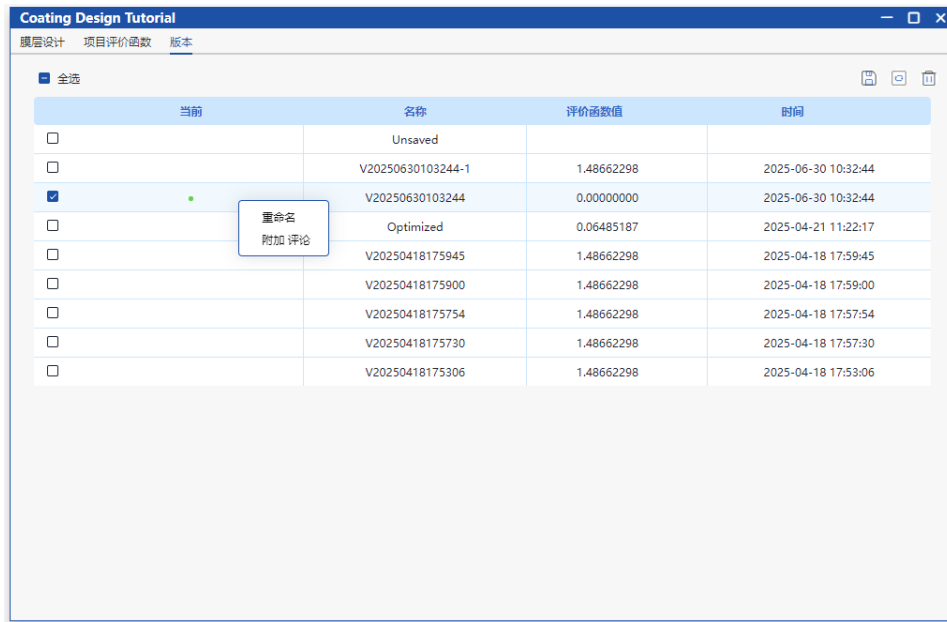 Coating Design Tutorial
膜层设计 项目评价函数 版本
全选
当前 名称 评价函数值 时间
Unsaved
V20250630103244-1 1.48662298 2025-06-30 10:32:44
V20250630103244 0.00000000 2025-06-30 10:32:44
重命名
Optimized 0.06485187 2025-04-21 11:22:17
附加 评论
V20250418175945 1.48662298 2025-04-18 17:59:45
V20250418175900 1.48662298 2025-04-18 17:59:00
V20250418175754 1.48662298 2025-04-18 17:57:54
V20250418175730 1.48662298 2025-04-18 17:57:30
V20250418175306 1.48662298 2025-04-18 17:53:06